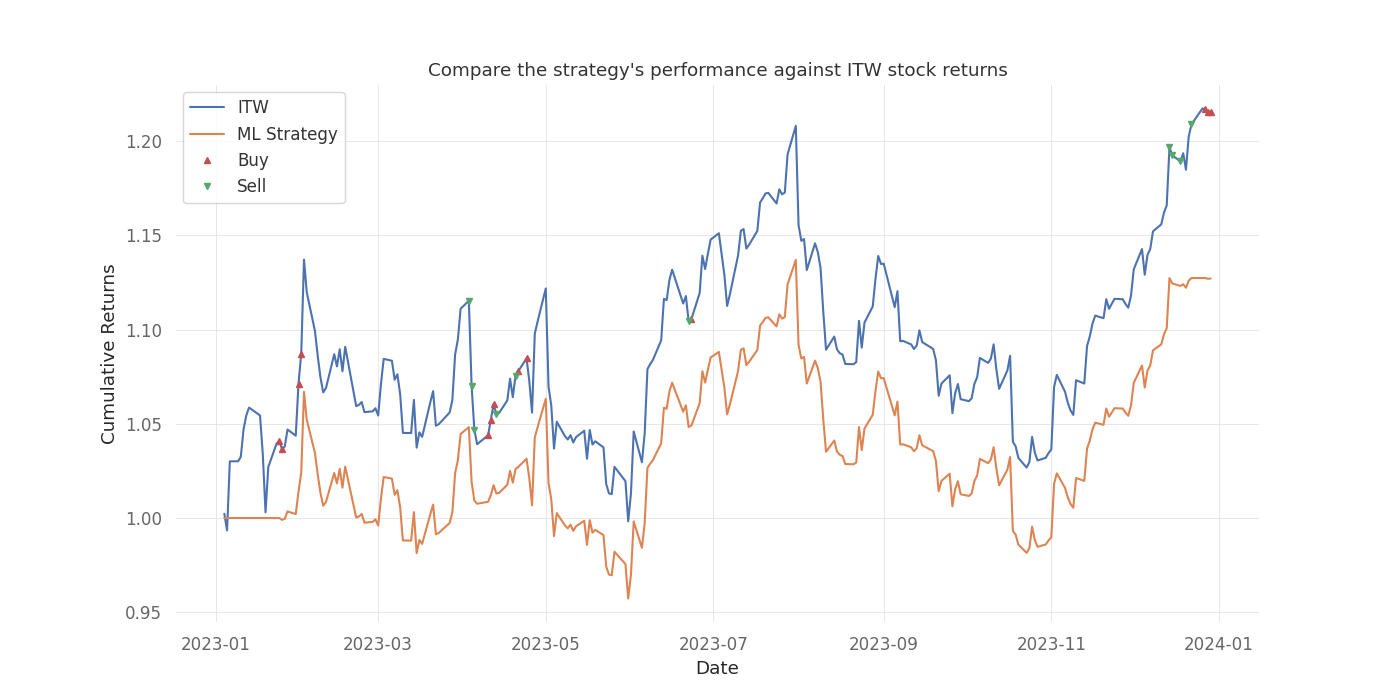 Compare the strategy's performance against ITW stock returns
ITW
ML Strategy
Buy
Sell
Cumulative Returns
1.20
1.15
1.10
1.05
1.00
0.95
2023-01
2023-03
2023-05
2023-07
2023-09
2023-11
2024-01
Date